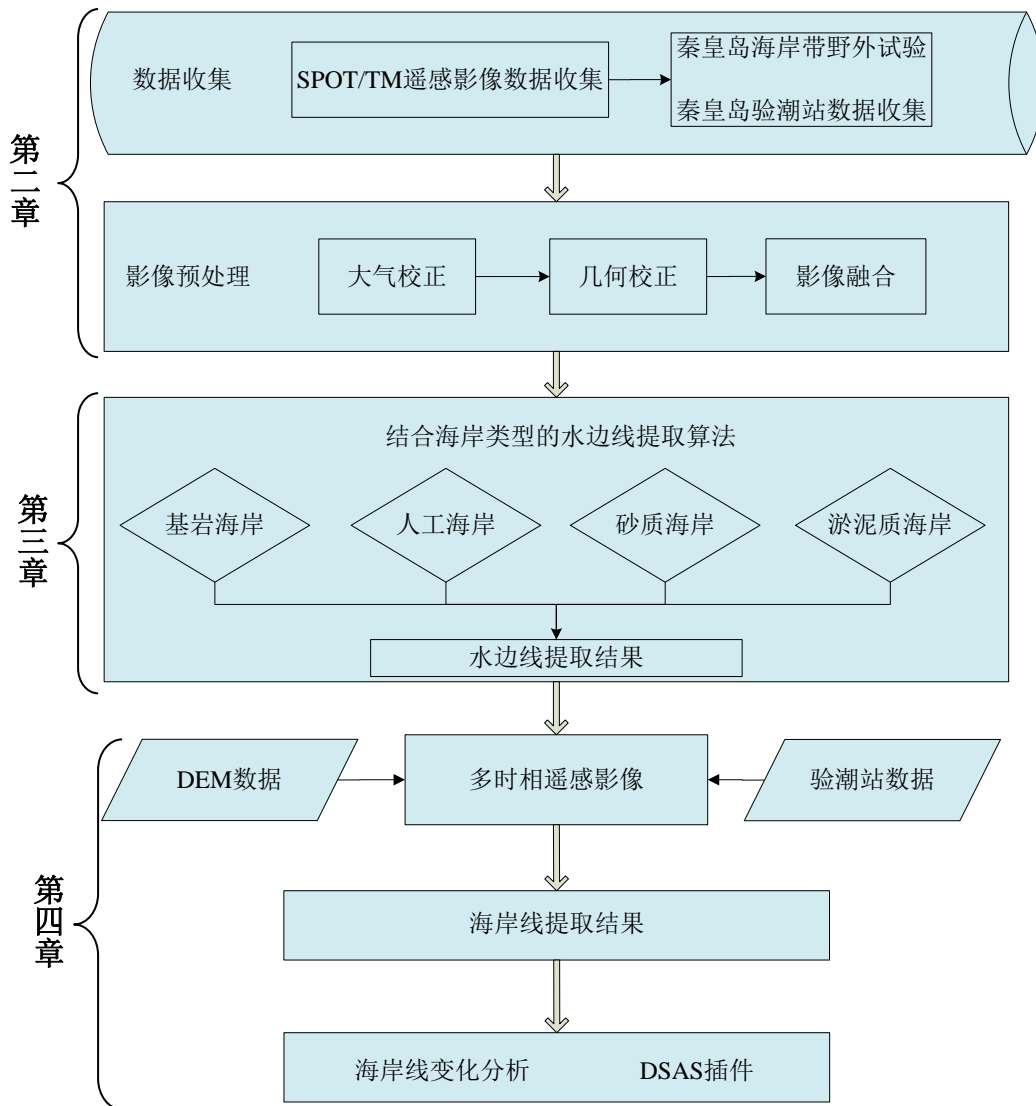 第二章
数据收集
SPOT/TM遥感影像数据收集
秦皇岛海岸带野外试验
秦皇岛验潮站数据收集
影像预处理
大气校正
几何校正
影像融合
第三章
结合海岸类型的水边线提取算法
基岩海岸
人工海岸
砂质海岸
淤泥质海岸
水边线提取结果
第四章
DEM数据
多时相遥感影像
验潮站数据
海岸线提取结果
海岸线变化分析
DSAS插件